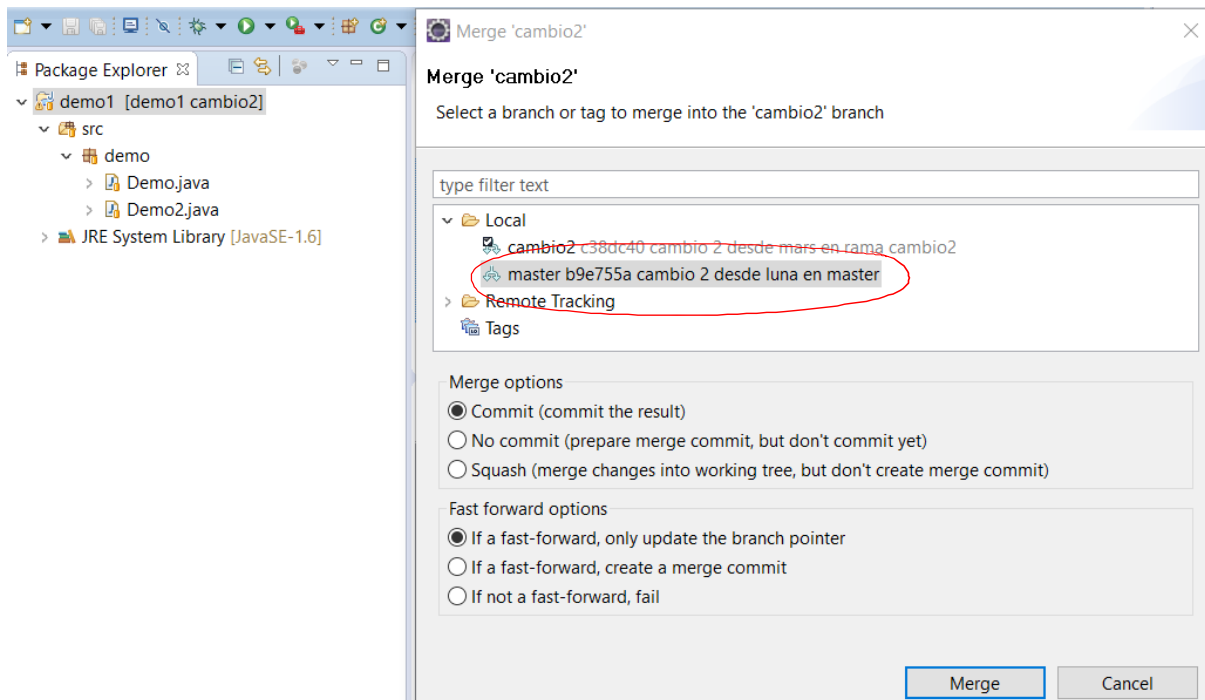 Merge 'cambio2'
Package Explorer
demo1 [demo1 cambio2]
src
demo
Demo.java
Demo2.java
JRE System Library [JavaSE-1.6]
Merge 'cambio2'
Select a branch or tag to merge into the 'cambio2' branch
type filter text
Local
cambio2 c38dc40 cambio 2 desde mars en rama cambio2
master b9e755a cambio 2 desde luna en master
Remote Tracking
Tags
Merge options
Commit (commit the result)
No commit (prepare merge commit, but don't commit yet)
Squash (merge changes into working tree, but don't create merge commit)
Fast forward options
If a fast-forward, only update the branch pointer
If a fast-forward, create a merge commit
If not a fast-forward, fail
Merge
Cancel